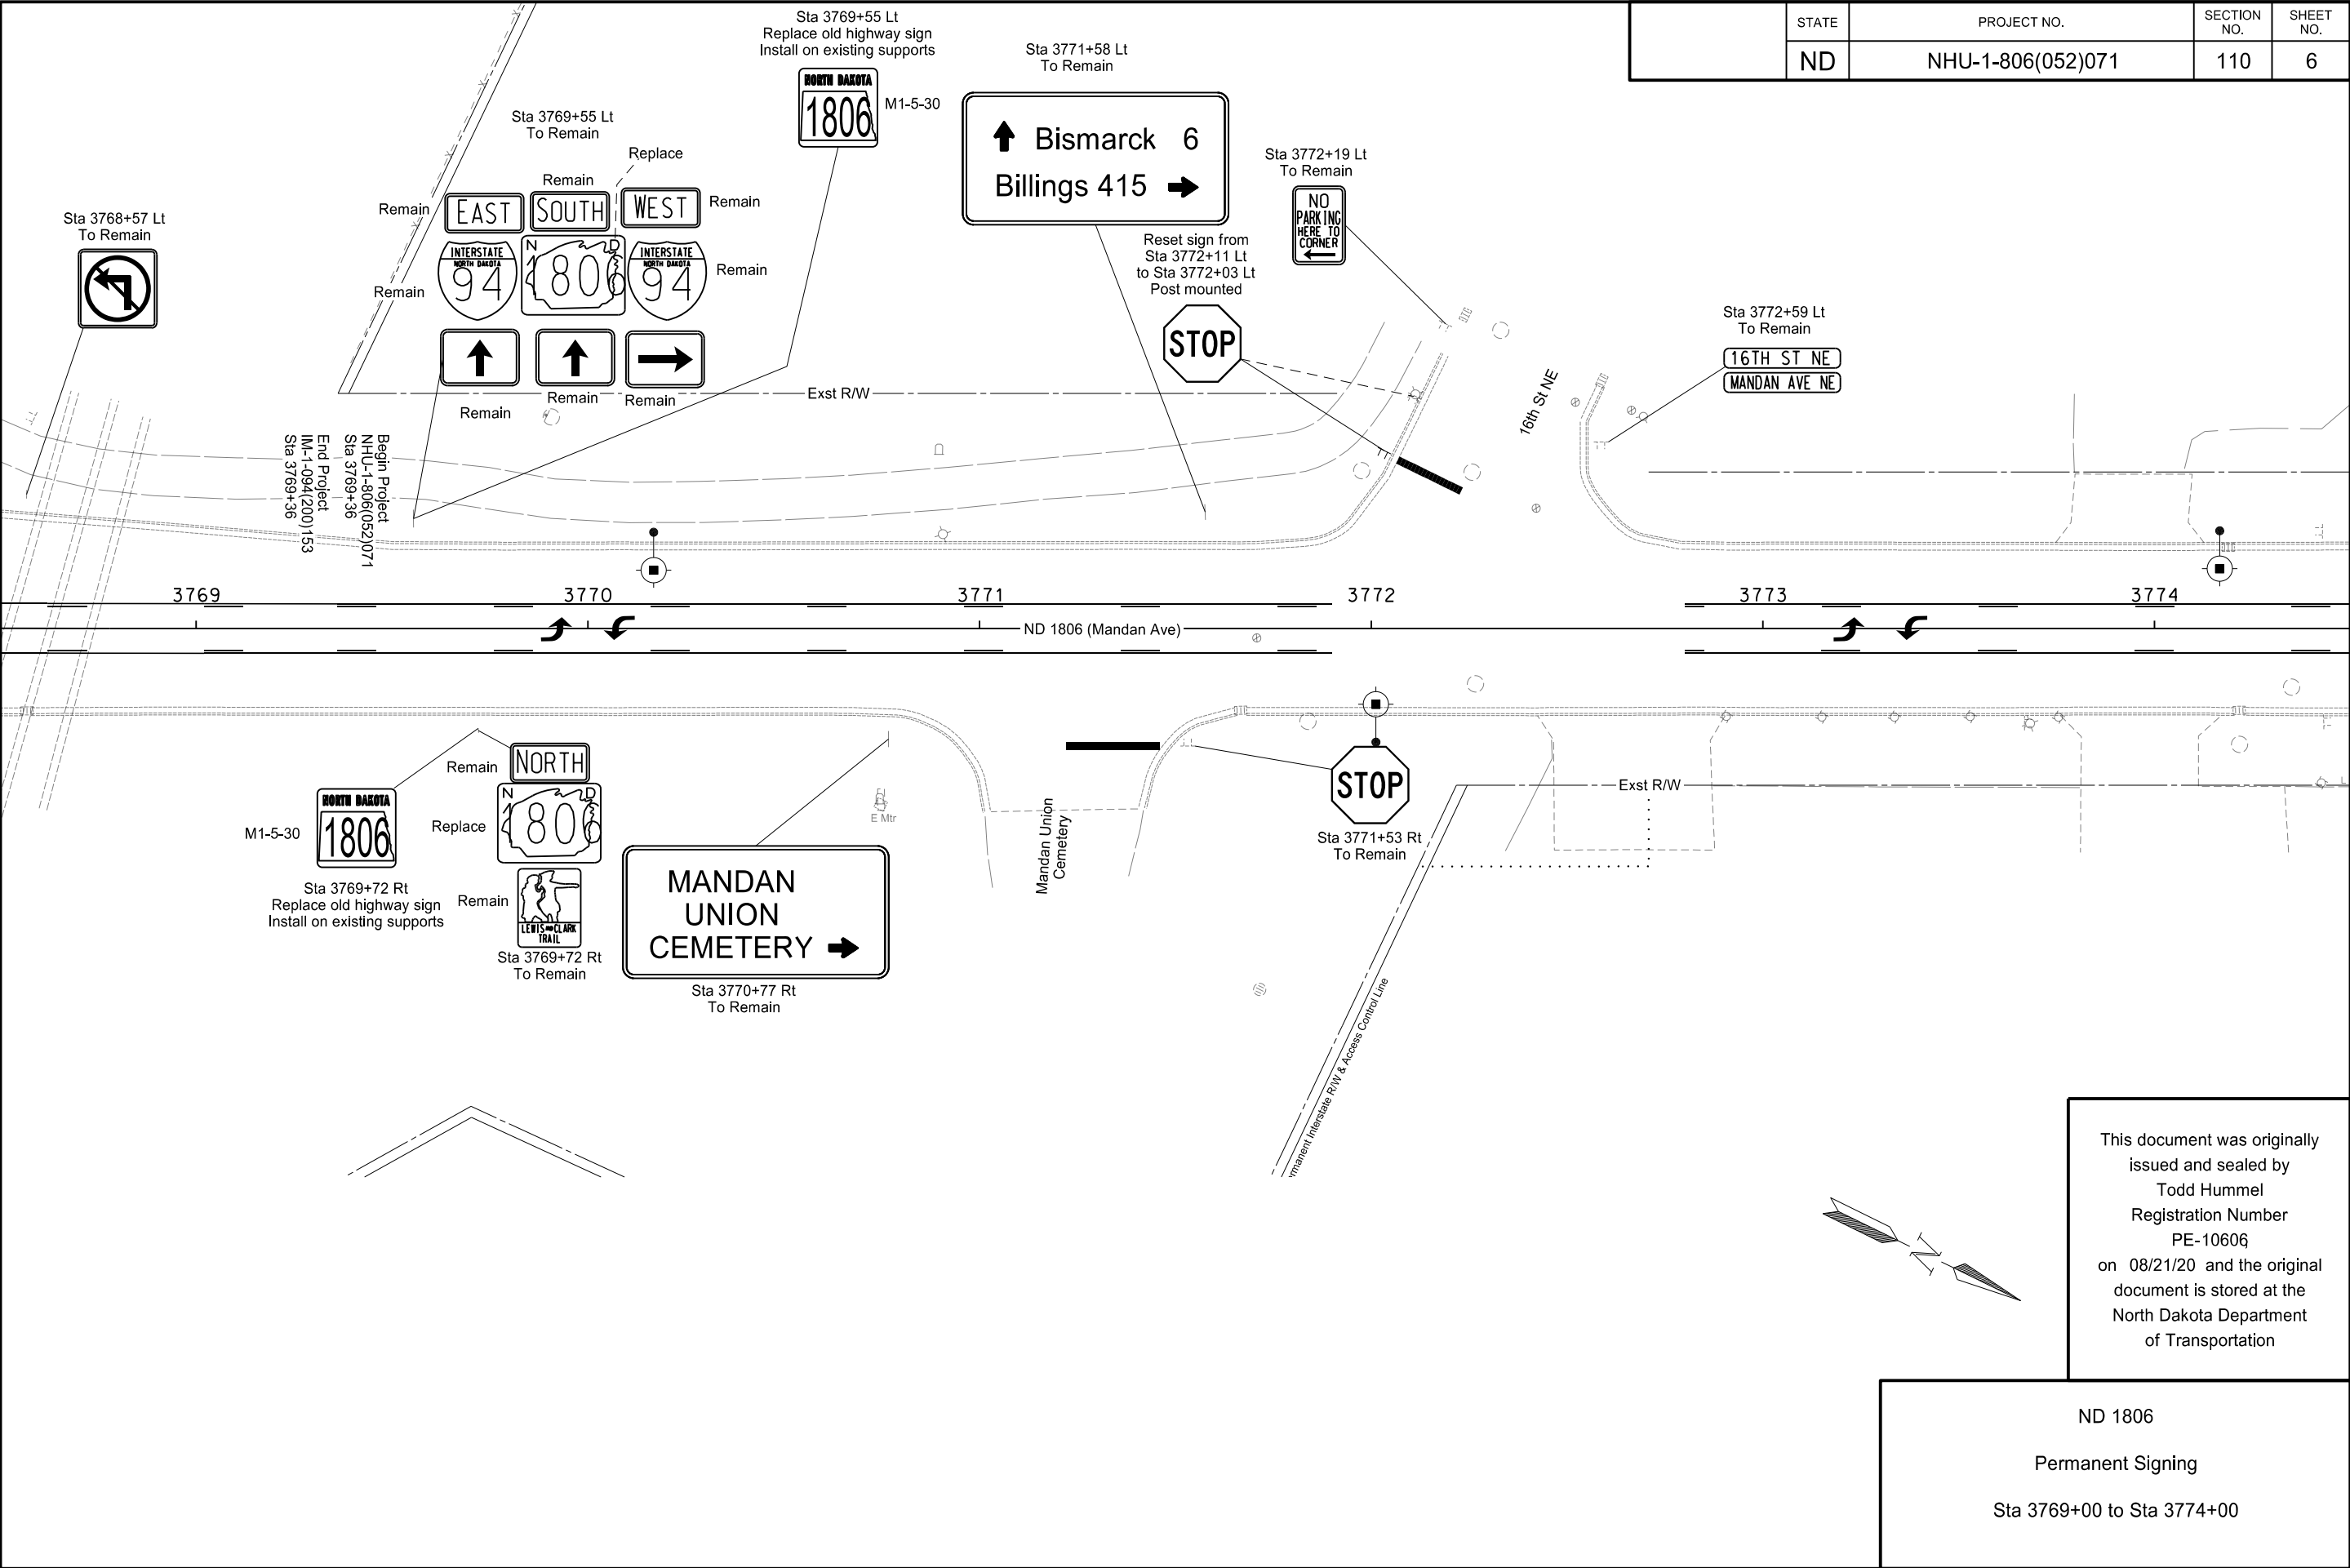 STATE
PROJECT NO.
SECTION
NO.
SHEET
NO.
ND
NHU-1-806(052)071
110
6
Sta 3769+55 Lt
Replace old highway sign
Install on existing supports
NORTH DAKOTA
1806
M1-5-30
Sta 3771+58 Lt
To Remain
Bismarck 6
Billings 415
Sta 3769+55 Lt
To Remain
Replace
Remain
Remain
EAST
SOUTH
WEST
Remain
INTERSTATE
NORTH DAKOTA
94
N D
1806
INTERSTATE
NORTH DAKOTA
94
Remain
Remain
Remain
Remain
Remain
Sta 3768+57 Lt
To Remain
Sta 3772+19 Lt
To Remain
NO
PARKING
HERE TO
CORNER
Reset sign from
Sta 3772+11 Lt
to Sta 3772+03 Lt
Post mounted
STOP
Sta 3772+59 Lt
To Remain
16TH ST NE
MANDAN AVE NE
Exst R/W
16th St NE
Begin Project
NHU-1-806(052)071
Sta 3769+36
End Project
IM-1-094(200)153
Sta 3769+36
3769
3770
3771
3772
3773
3774
ND 1806 (Mandan Ave)
Remain
NORTH
NORTH DAKOTA
1806
M1-5-30
Sta 3769+72 Rt
Replace old highway sign
Install on existing supports
Replace
N D
1806
Remain
LEWIS AND CLARK
TRAIL
Sta 3769+72 Rt
To Remain
MANDAN
UNION
CEMETERY
Sta 3770+77 Rt
To Remain
E Mtr
Mandan Union
Cemetery
STOP
Sta 3771+53 Rt
To Remain
Exst R/W
rmanent Interstate R/W & Access Control Line
N
This document was originally
issued and sealed by
Todd Hummel
Registration Number
PE-10606
on 08/21/20 and the original
document is stored at the
North Dakota Department
of Transportation
ND 1806
Permanent Signing
Sta 3769+00 to Sta 3774+00